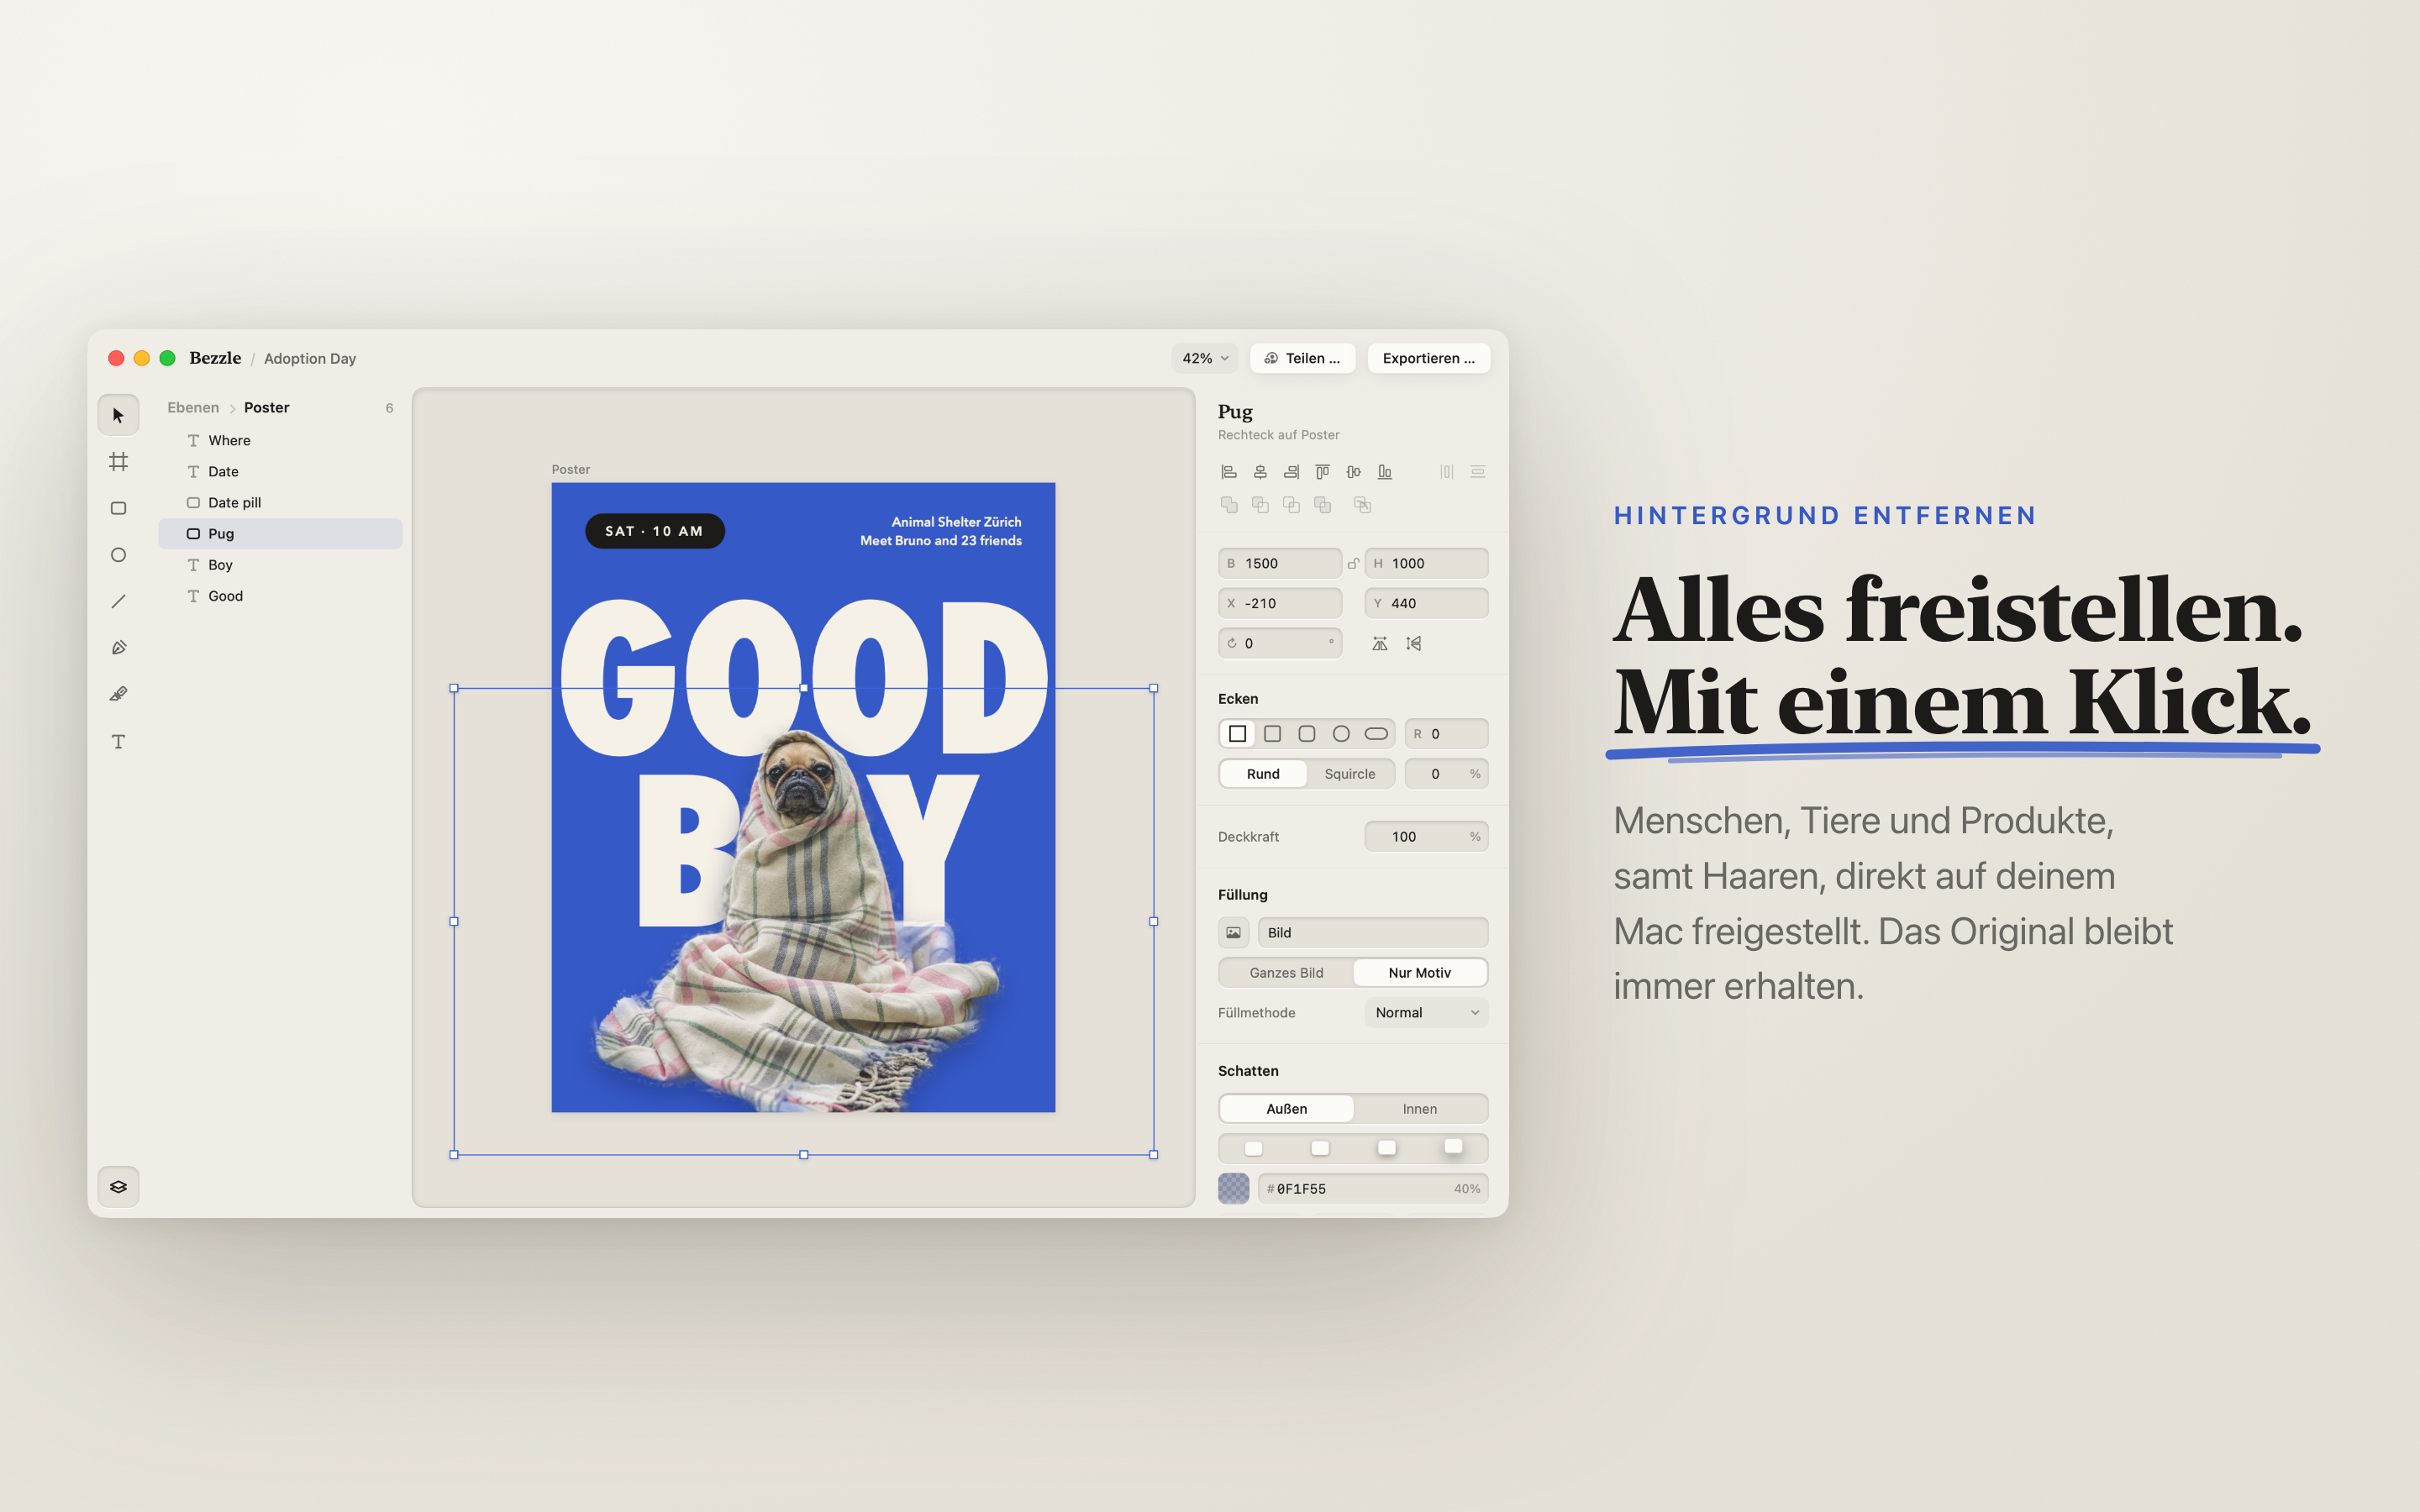 Bezzle / Adoption Day
42%
Teilen ...
Exportieren ...
Ebenen > Poster 6
Where
Date
Date pill
Pug
Boy
Good
Poster
SAT · 10 AM
Animal Shelter Zürich
Meet Bruno and 23 friends
GOOD
B Y
Pug
Rechteck auf Poster
B 1500
H 1000
X -210
Y 440
0 °
Ecken
R 0
Rund
Squircle
0 %
Deckkraft
100 %
Füllung
Bild
Ganzes Bild
Nur Motiv
Füllmethode
Normal
Schatten
Außen
Innen
# 0F1F55 40%
HINTERGRUND ENTFERNEN
Alles freistellen.
Mit einem Klick.
Menschen, Tiere und Produkte,
samt Haaren, direkt auf deinem
Mac freigestellt. Das Original bleibt
immer erhalten.